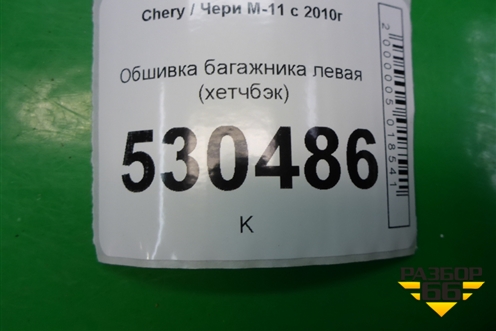 Chery / Чери М-11 с 2010г
Обшивка багажника левая
(хетчбэк)
530486
К
2000005018541
РАЗБОР
66